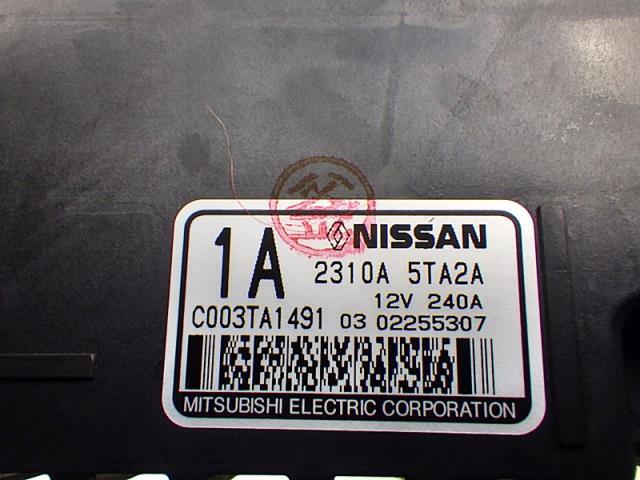 1A
NISSAN
2310A 5TA2A
12V 240A
C003TA1491 03 02255307
MITSUBISHI ELECTRIC CORPORATION